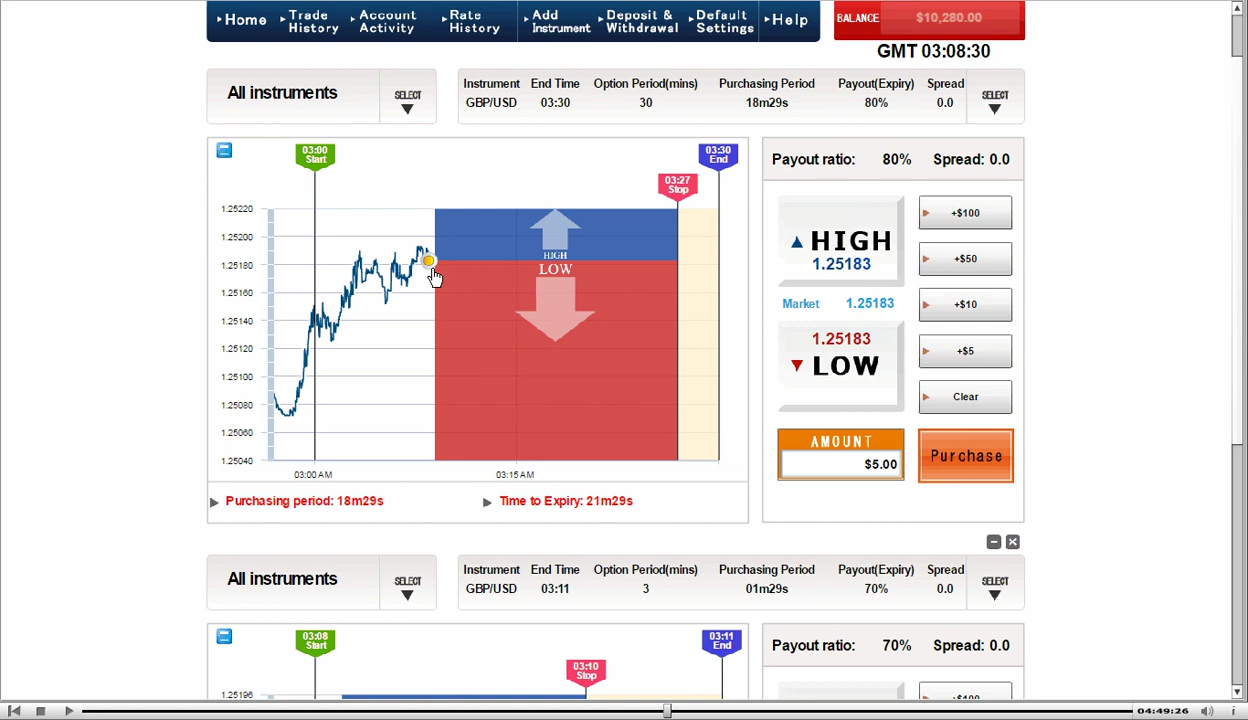 Home
Trade History
Account Activity
Rate History
Add Instrument
Deposit & Withdrawal
Default Settings
Help
BALANCE $10,280.00
GMT 03:08:30
All instruments SELECT
Instrument End Time Option Period(mins) Purchasing Period Payout(Expiry) Spread
GBP/USD 03:30 30 18m29s 80% 0.0
SELECT
03:00 Start
03:30 End
03:27 Stop
1.25220
1.25200
1.25180
1.25160
1.25140
1.25120
1.25100
1.25080
1.25060
1.25040
HIGH
LOW
03:00 AM 03:15 AM
Purchasing period: 18m29s Time to Expiry: 21m29s
Payout ratio: 80% Spread: 0.0
HIGH
1.25183
Market 1.25183
1.25183
LOW
+$100
+$50
+$10
+$5
Clear
AMOUNT
$5.00
Purchase
All instruments SELECT
Instrument End Time Option Period(mins) Purchasing Period Payout(Expiry) Spread
GBP/USD 03:11 3 01m29s 70% 0.0
SELECT
03:08 Start
03:11 End
03:10 Stop
1.25196
Payout ratio: 70% Spread: 0.0
+$100
04:49:26